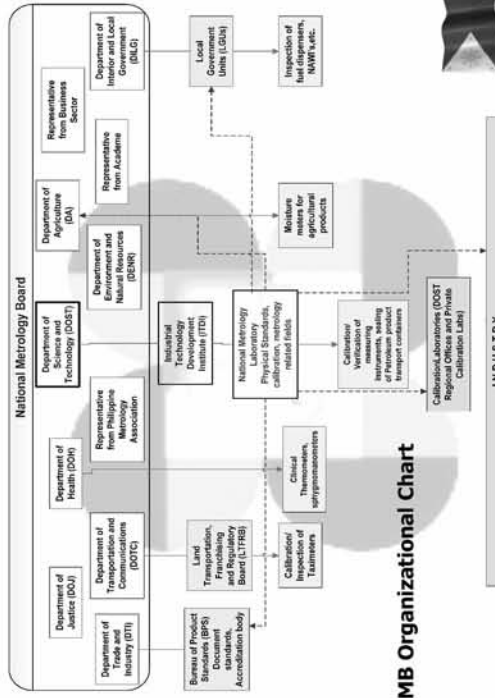 National Metrology Board
Department of
Justice (DOJ)
Department of
Health (DOH)
Department of
Science and
Technology (DOST)
Department of
Agriculture
(DA)
Representative
from Business
Sector
Department of
Trade and
Industry (DTI)
Department of
Transportation and
Communications
(DOTC)
Representative
from Philippine
Metrology
Association
Department of
Environment and
Natural Resources
(DENR)
Representative
from Academe
Department of
Interior and Local
Government
(DILG)
Bureau of Product
Standards (BPS)
Document
standards,
Accreditation body
Land
Transportation,
Franchising
and Regulatory
Board (LTFRB)
Industrial
Technology
Development
Institute (ITDI)
Local
Government
Units (LGUs)
National Metrology
Laboratory
Physical Standards,
calibration, metrology
related fields
Calibration/
Inspection of
Taximeters
Clinical
Thermometers,
sphygmomanometers
Calibration/
Verification of
measuring
instruments, sealing
of Petroleum product
transport containers
Moisture
meters for
agricultural
products
Inspection of
fuel dispensers,
NAWI's,etc.
CalibrationLaboratories (DOST
Regional Offices and Private
Calibration Labs)
MB Organizational Chart
INDUSTRY